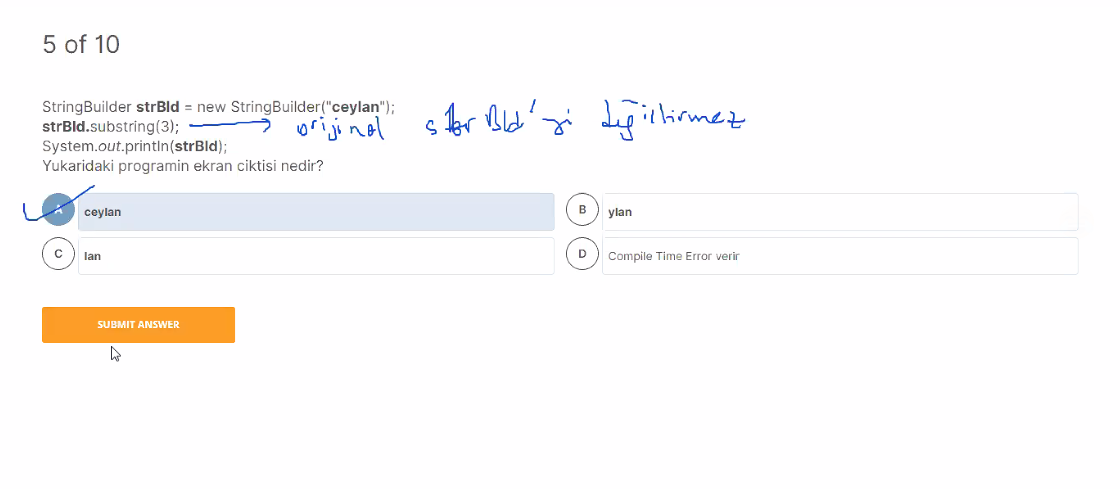 5 of 10
StringBuilder strBld = new StringBuilder("ceylan");
strBld.substring(3); orijinal strBld'yi değiştirmez
System.out.println(strBld);
Yukaridaki programin ekran ciktisi nedir?
A ceylan
B ylan
C lan
D Compile Time Error verir
SUBMIT ANSWER